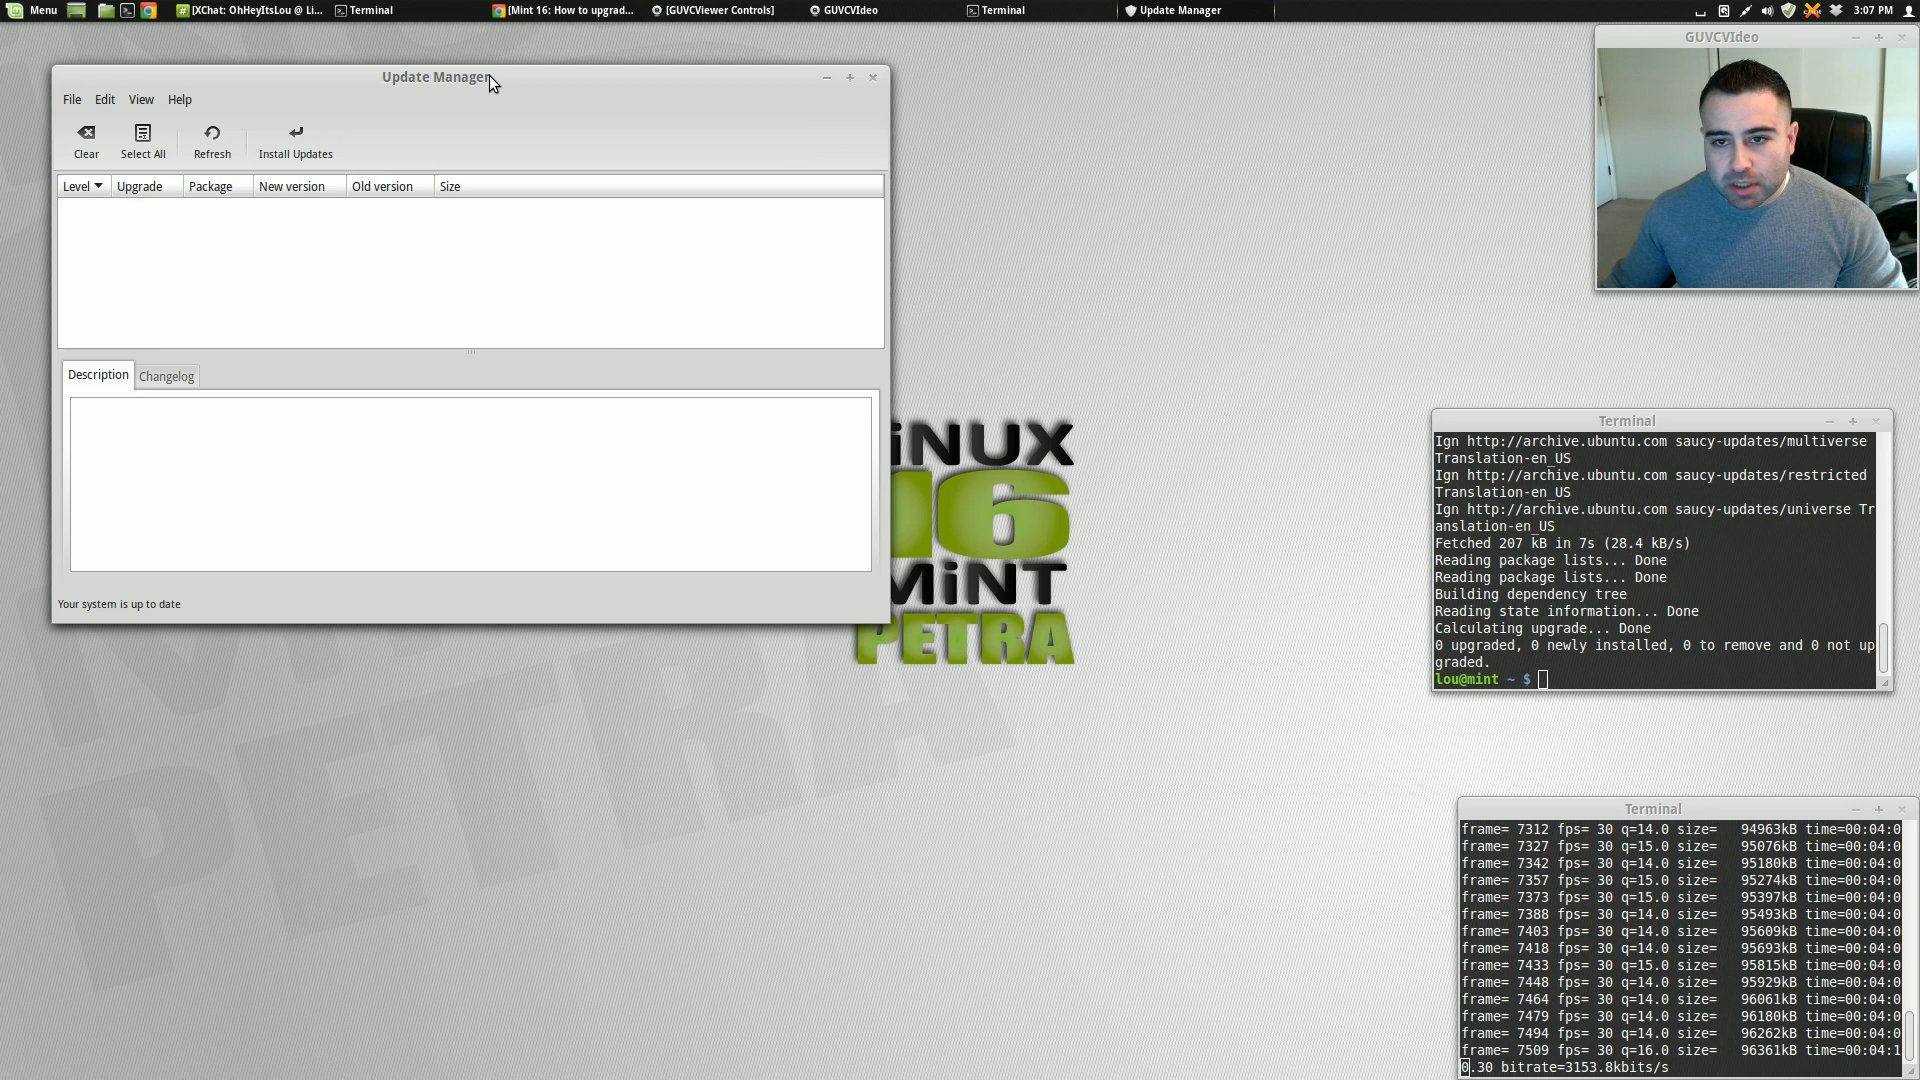 Menu
[XChat: OhHeyItsLou @ Li...
Terminal
[Mint 16: How to upgrad...
[GUVCViewer Controls]
GUVCVIdeo
Terminal
Update Manager
3:07 PM
Update Manager
File Edit View Help
Clear Select All Refresh Install Updates
Level Upgrade Package New version Old version Size
Description Changelog
Your system is up to date
GUVCVIdeo
iNUX
16
MiNT
PETRA
PETRA
Terminal
Ign http://archive.ubuntu.com saucy-updates/multiverse
Translation-en_US
Ign http://archive.ubuntu.com saucy-updates/restricted
Translation-en_US
Ign http://archive.ubuntu.com saucy-updates/universe Tr
anslation-en_US
Fetched 207 kB in 7s (28.4 kB/s)
Reading package lists... Done
Reading package lists... Done
Building dependency tree
Reading state information... Done
Calculating upgrade... Done
0 upgraded, 0 newly installed, 0 to remove and 0 not up
graded.
lou@mint ~ $
Terminal
frame= 7312 fps= 30 q=14.0 size=   94963kB time=00:04:0
frame= 7327 fps= 30 q=15.0 size=   95076kB time=00:04:0
frame= 7342 fps= 30 q=14.0 size=   95180kB time=00:04:0
frame= 7357 fps= 30 q=15.0 size=   95274kB time=00:04:0
frame= 7373 fps= 30 q=15.0 size=   95397kB time=00:04:0
frame= 7388 fps= 30 q=14.0 size=   95493kB time=00:04:0
frame= 7403 fps= 30 q=14.0 size=   95609kB time=00:04:0
frame= 7418 fps= 30 q=14.0 size=   95693kB time=00:04:0
frame= 7433 fps= 30 q=15.0 size=   95815kB time=00:04:0
frame= 7448 fps= 30 q=14.0 size=   95929kB time=00:04:0
frame= 7464 fps= 30 q=14.0 size=   96061kB time=00:04:0
frame= 7479 fps= 30 q=14.0 size=   96180kB time=00:04:0
frame= 7494 fps= 30 q=14.0 size=   96262kB time=00:04:0
frame= 7509 fps= 30 q=16.0 size=   96361kB time=00:04:1
0.30 bitrate=3153.8kbits/s